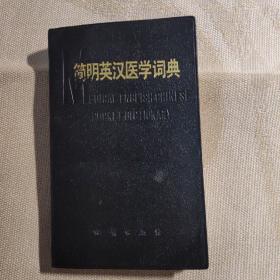 简明英汉医学词典
MEDICAL ENGLISH-CHINESE
POCKET DICTIONARY